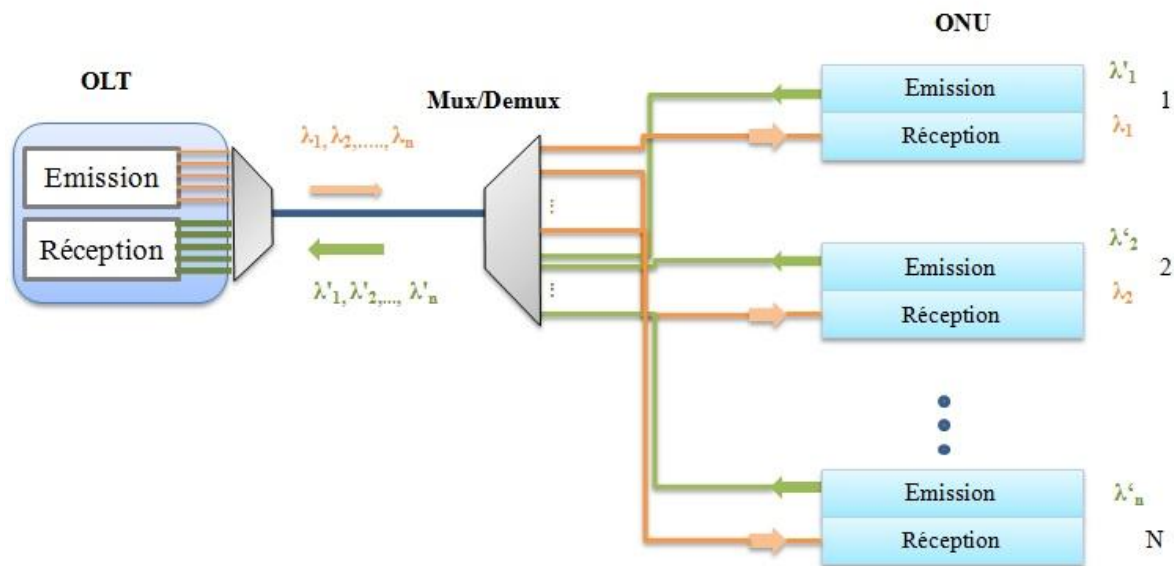 ONU
OLT
Mux/Demux
Emission
Réception
λ₁, λ₂,....., λₙ
λ'₁, λ'₂,..., λ'ₙ
Emission
λ'₁
1
Réception
λ₁
Emission
λ‘₂
2
Réception
λ₂
Emission
λ‘ₙ
Réception
N